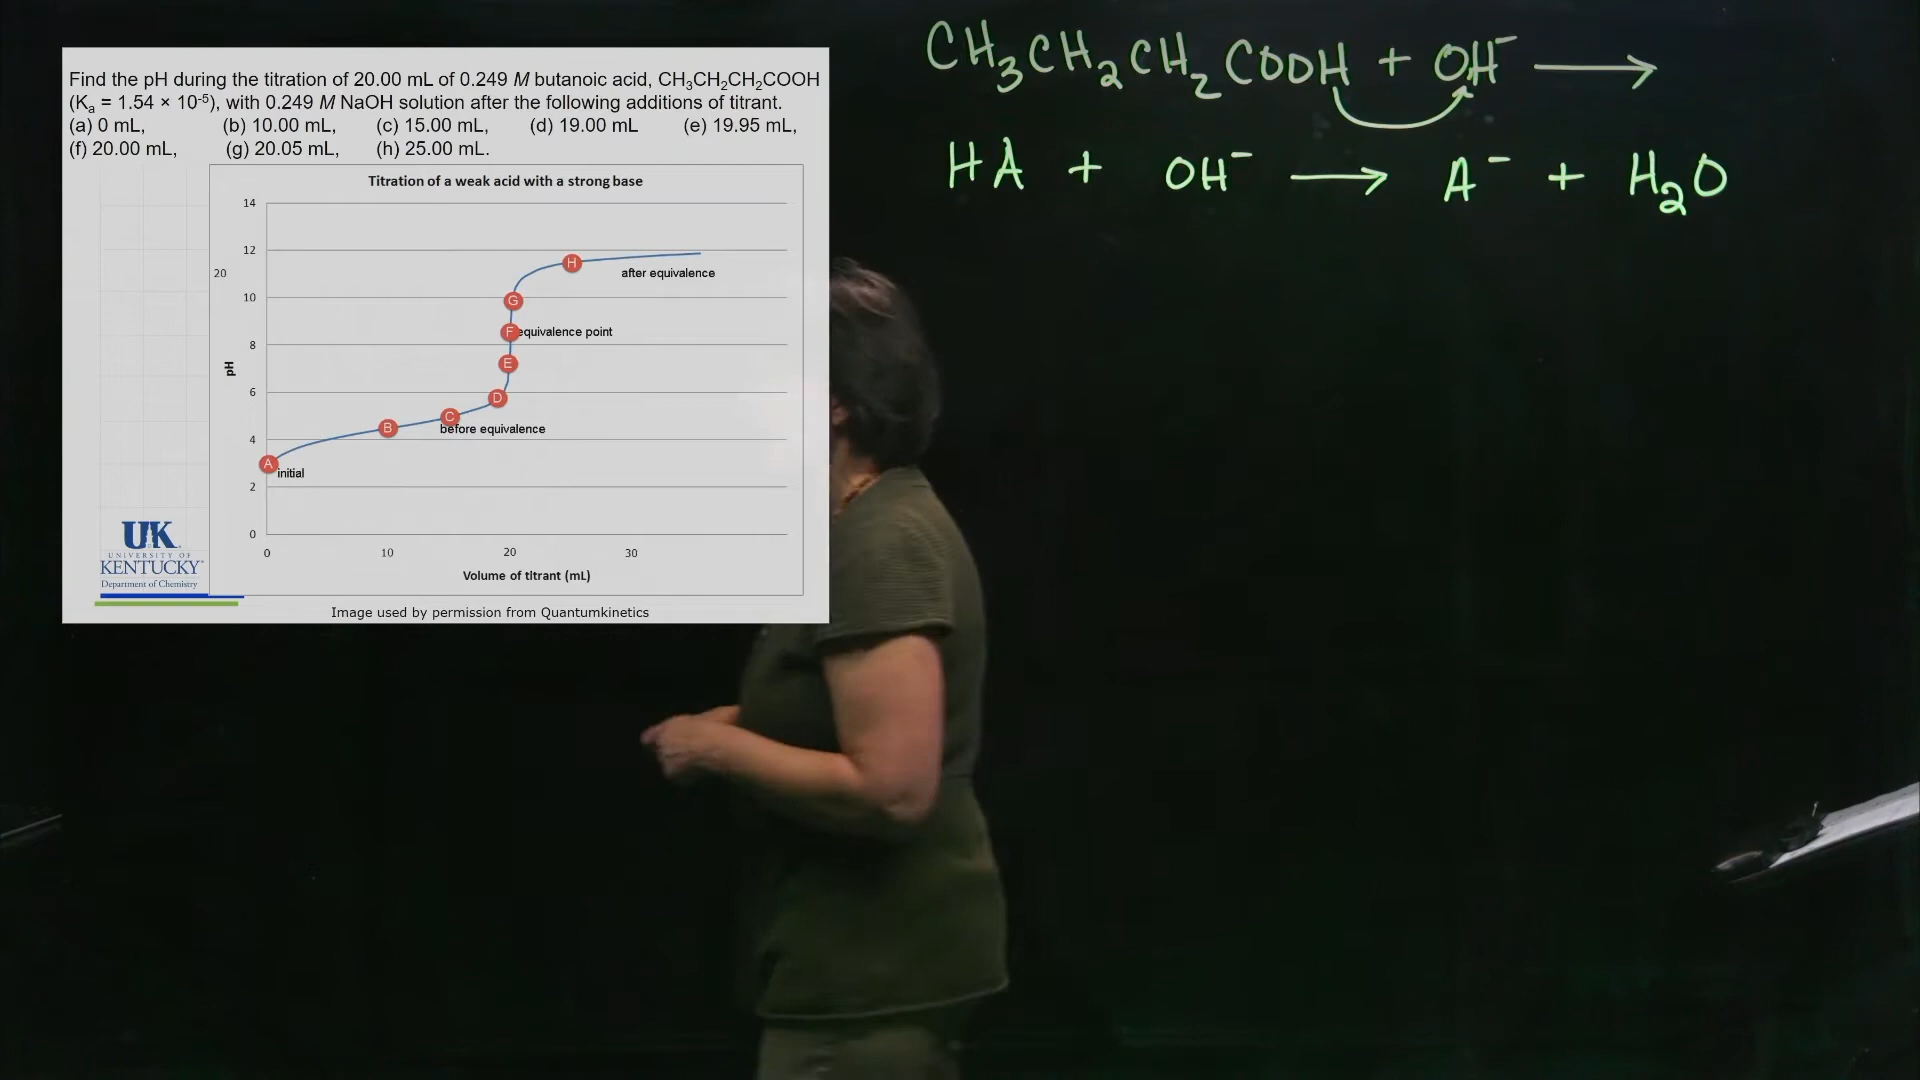 Find the pH during the titration of 20.00 mL of 0.249 M butanoic acid, CH₃CH₂CH₂COOH
(Kₐ = 1.54 × 10⁻⁵), with 0.249 M NaOH solution after the following additions of titrant.
(a) 0 mL, (b) 10.00 mL, (c) 15.00 mL, (d) 19.00 mL (e) 19.95 mL,
(f) 20.00 mL, (g) 20.05 mL, (h) 25.00 mL.
Titration of a weak acid with a strong base
14
12
20
10
8
6
4
2
0
pH
H
after equivalence
G
F equivalence point
E
D
C
B
before equivalence
A
initial
0 10 20 30
Volume of titrant (mL)
UK
UNIVERSITY OF
KENTUCKY
Department of Chemistry
Image used by permission from Quantumkinetics
CH₃CH₂CH₂COOH + OH⁻ ⟶
HA + OH⁻ ⟶ A⁻ + H₂O